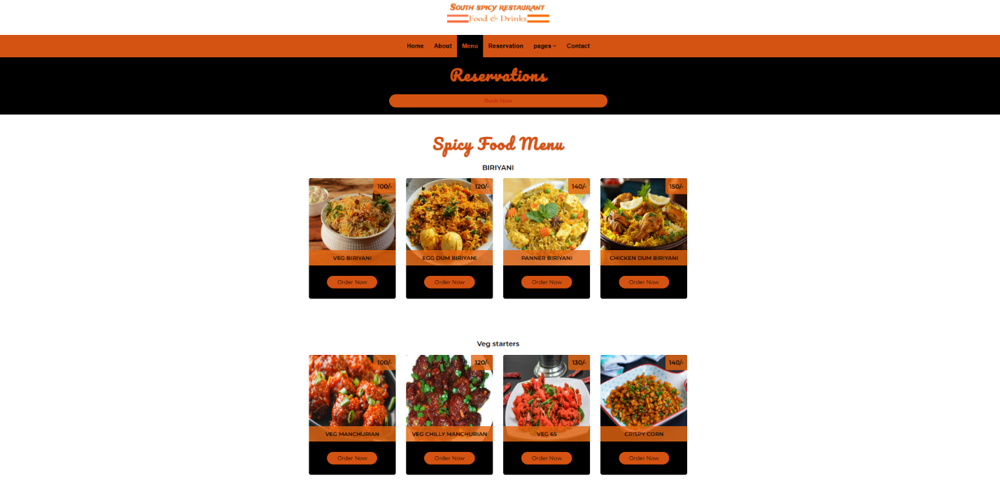 SOUTH SPICY RESTAURANT
Food & Drinks
Home About Menu Reservation pages Contact
Reservations
Book Now
Spicy Food Menu
BIRIYANI
100/- 120/- 140/- 150/-
VEG BIRIYANI EGG DUM BIRIYANI PANNER BIRIYANI CHICKEN DUM BIRIYANI
Order Now Order Now Order Now Order Now
Veg starters
100/- 120/- 130/- 140/-
VEG MANCHURIAN VEG CHILLY MANCHURIAN VEG 65 CRISPY CORN
Order Now Order Now Order Now Order Now